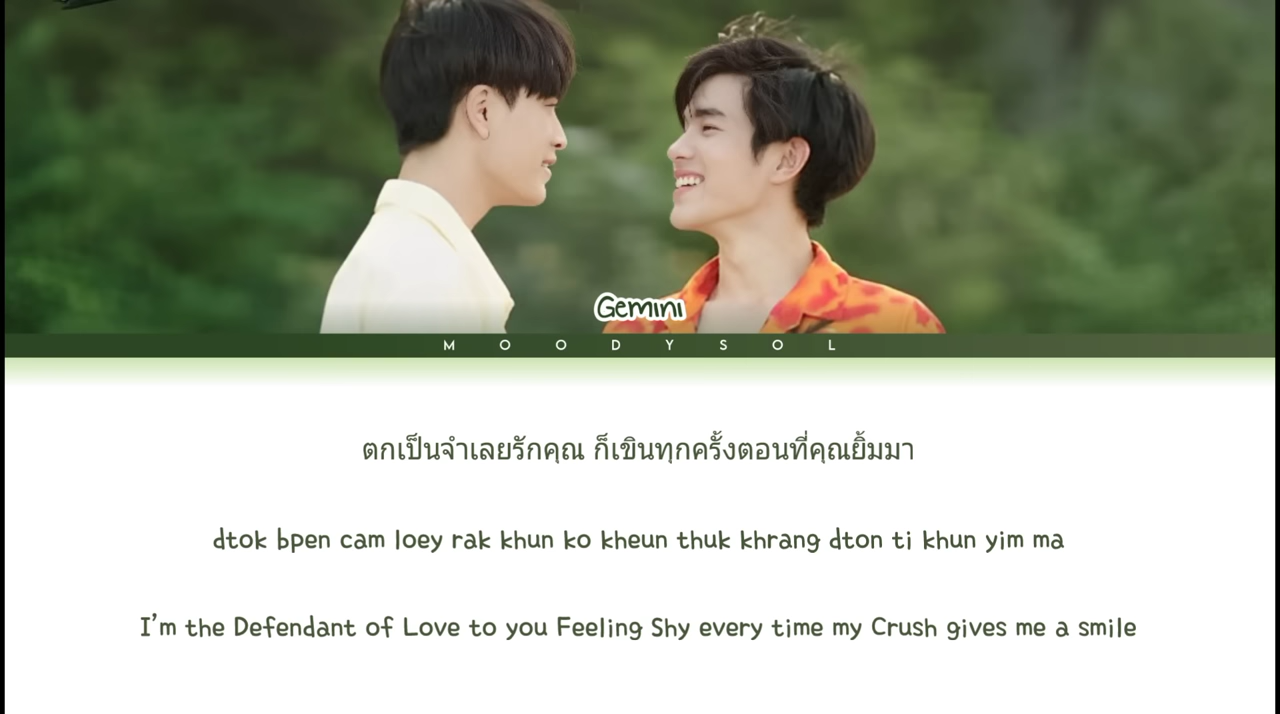 Gemini
MOODYSOL
ตกเป็นจำเลยรักคุณ ก็เขินทุกครั้งตอนที่คุณยิ้มมา
dtok bpen cam loey rak khun ko kheun thuk khrang dton ti khun yim ma
I'm the Defendant of Love to you Feeling Shy every time my Crush gives me a smile